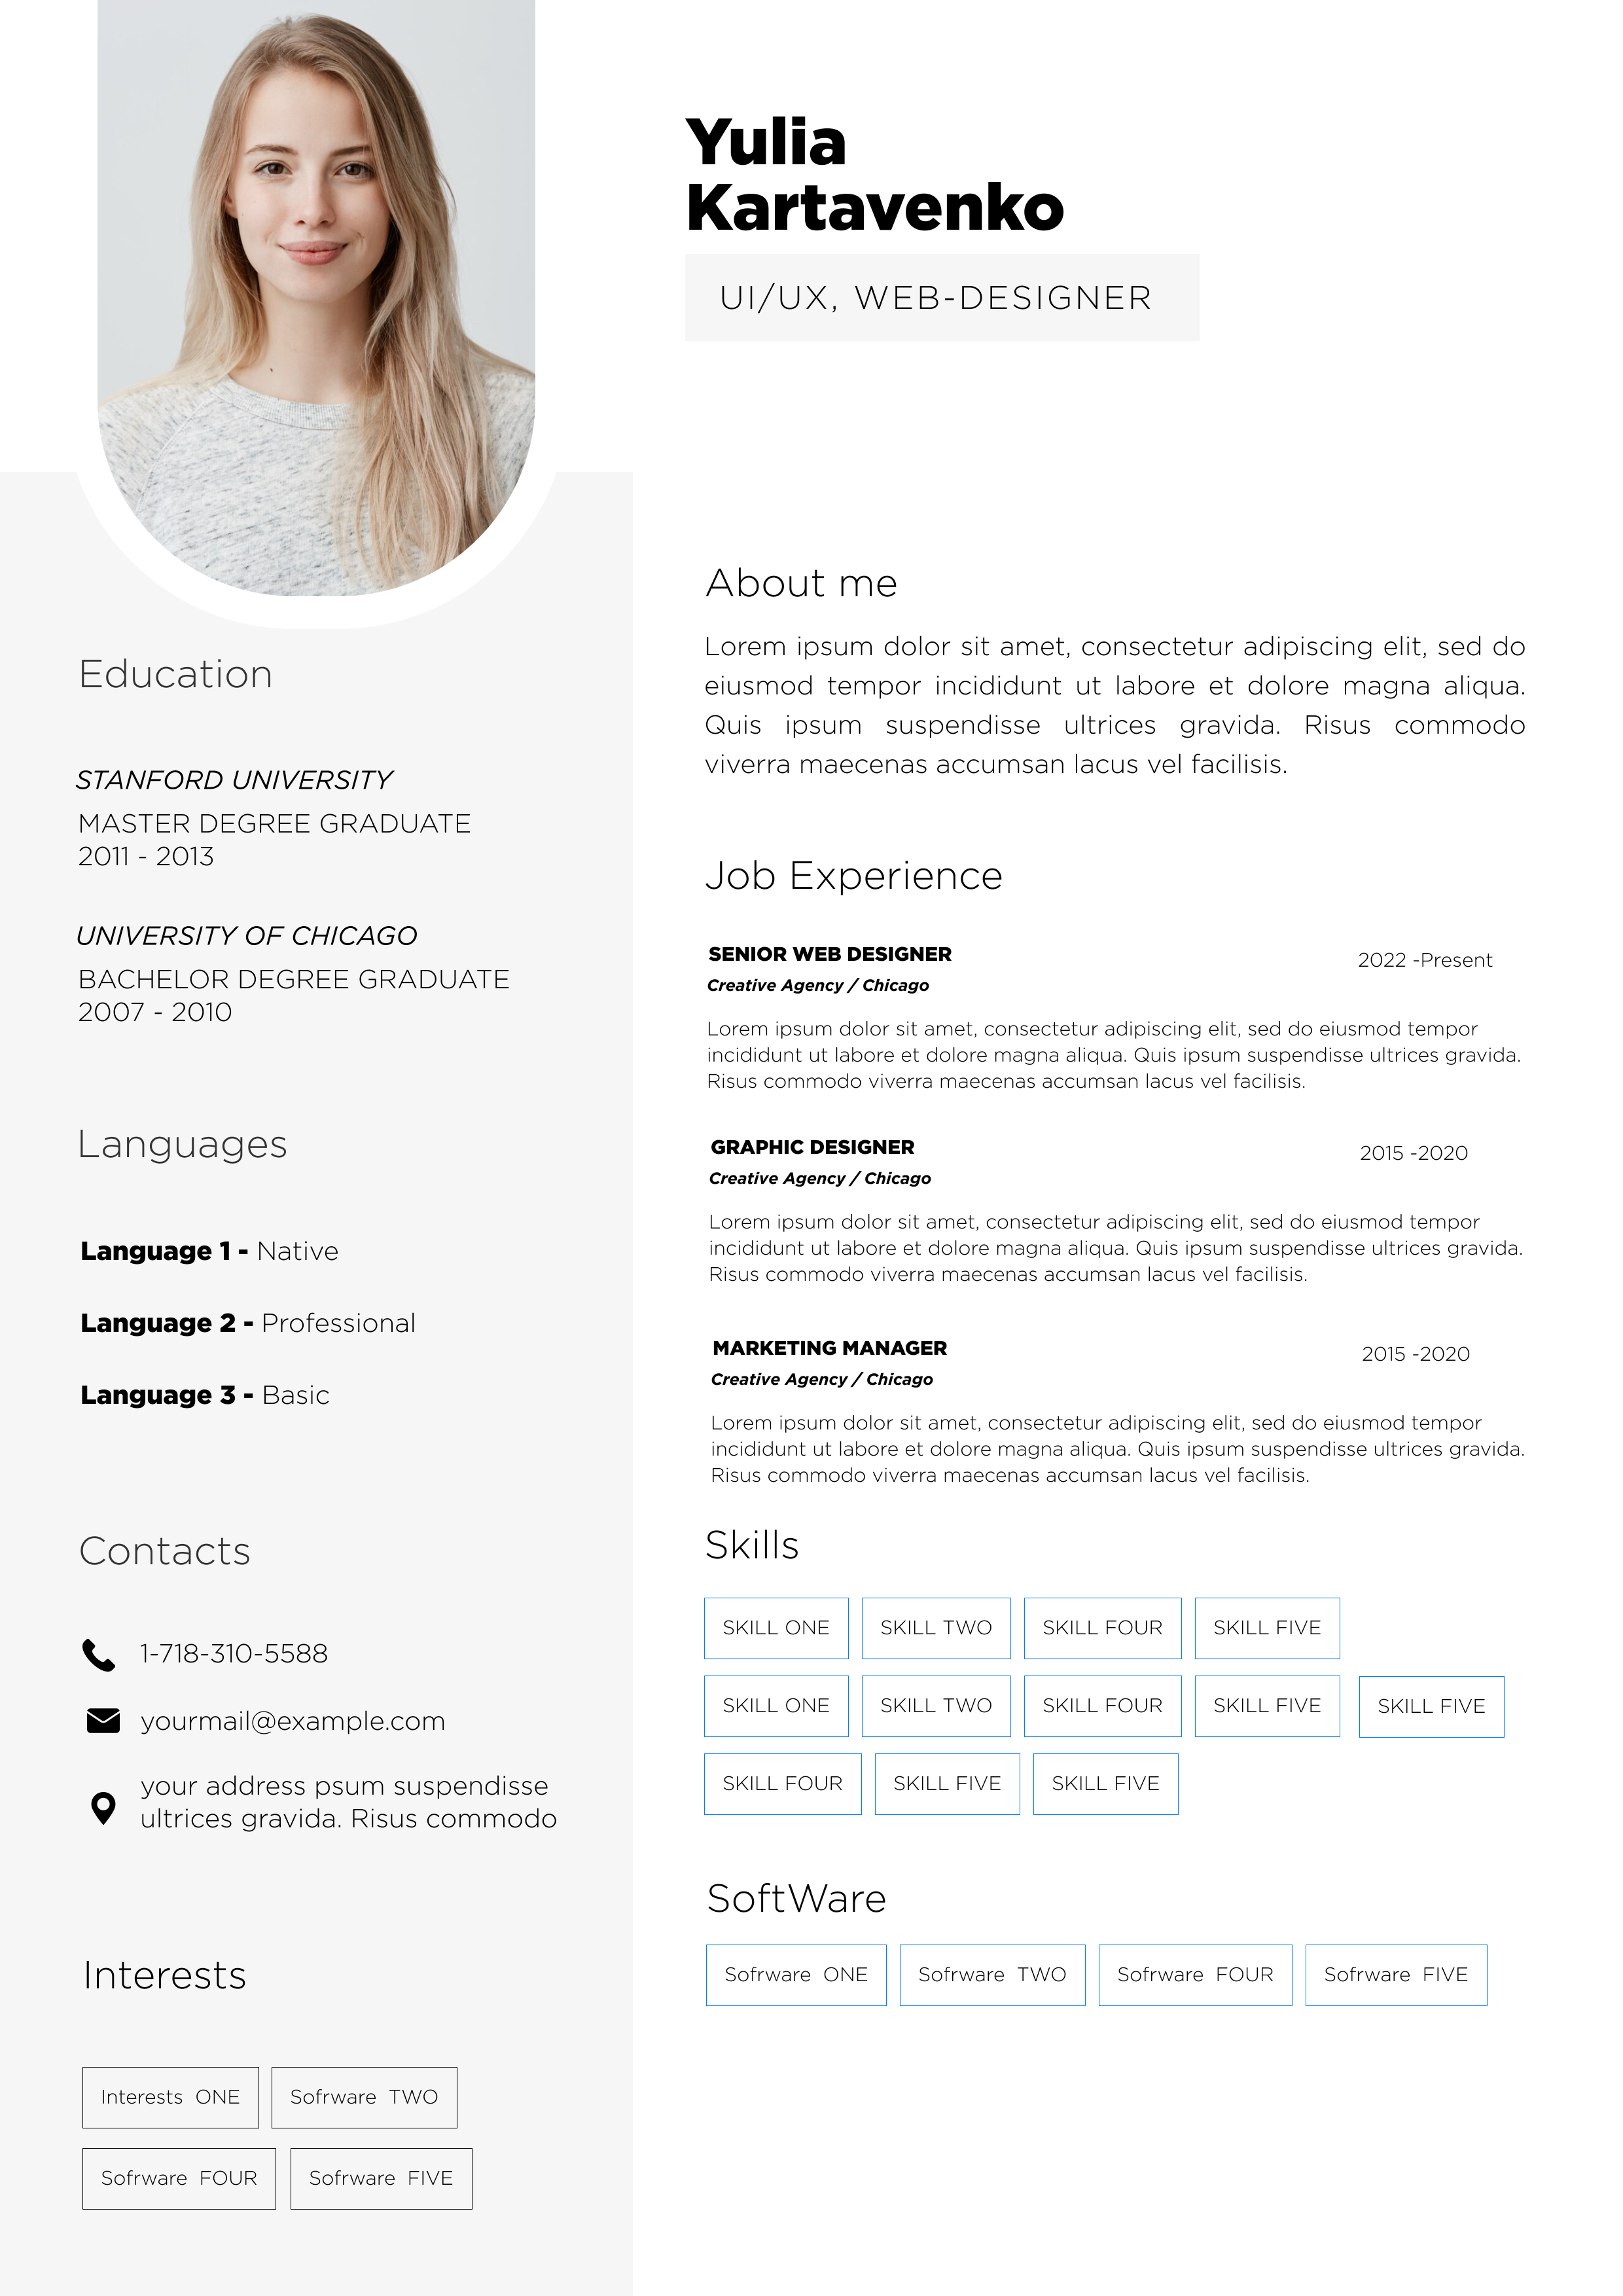 Yulia
Kartavenko
UI/UX, WEB-DESIGNER
Education
STANFORD UNIVERSITY
MASTER DEGREE GRADUATE
2011 - 2013
UNIVERSITY OF CHICAGO
BACHELOR DEGREE GRADUATE
2007 - 2010
Languages
Language 1 - Native
Language 2 - Professional
Language 3 - Basic
Contacts
1-718-310-5588
yourmail@example.com
your address psum suspendisse
ultrices gravida. Risus commodo
Interests
Interests ONE
Sofrware TWO
Sofrware FOUR
Sofrware FIVE
About me
Lorem ipsum dolor sit amet, consectetur adipiscing elit, sed do
eiusmod tempor incididunt ut labore et dolore magna aliqua.
Quis ipsum suspendisse ultrices gravida. Risus commodo
viverra maecenas accumsan lacus vel facilisis.
Job Experience
SENIOR WEB DESIGNER
2022 -Present
Creative Agency / Chicago
Lorem ipsum dolor sit amet, consectetur adipiscing elit, sed do eiusmod tempor
incididunt ut labore et dolore magna aliqua. Quis ipsum suspendisse ultrices gravida.
Risus commodo viverra maecenas accumsan lacus vel facilisis.
GRAPHIC DESIGNER
2015 -2020
Creative Agency / Chicago
Lorem ipsum dolor sit amet, consectetur adipiscing elit, sed do eiusmod tempor
incididunt ut labore et dolore magna aliqua. Quis ipsum suspendisse ultrices gravida.
Risus commodo viverra maecenas accumsan lacus vel facilisis.
MARKETING MANAGER
2015 -2020
Creative Agency / Chicago
Lorem ipsum dolor sit amet, consectetur adipiscing elit, sed do eiusmod tempor
incididunt ut labore et dolore magna aliqua. Quis ipsum suspendisse ultrices gravida.
Risus commodo viverra maecenas accumsan lacus vel facilisis.
Skills
SKILL ONE
SKILL TWO
SKILL FOUR
SKILL FIVE
SKILL ONE
SKILL TWO
SKILL FOUR
SKILL FIVE
SKILL FIVE
SKILL FOUR
SKILL FIVE
SKILL FIVE
SoftWare
Sofrware ONE
Sofrware TWO
Sofrware FOUR
Sofrware FIVE